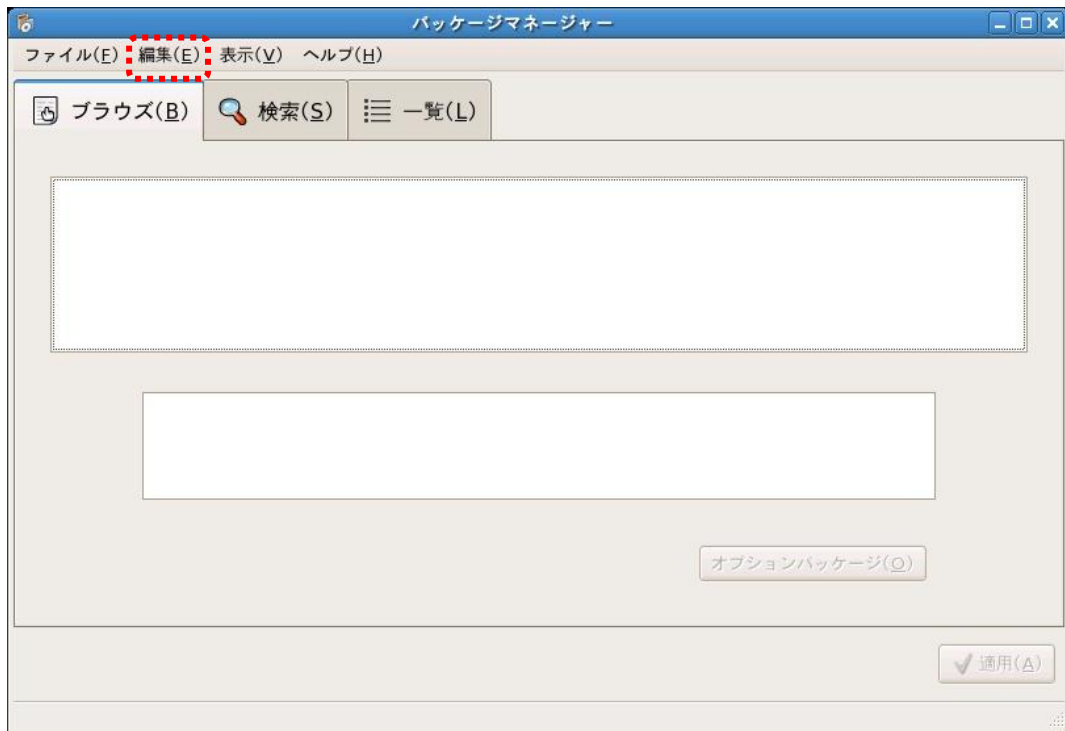 パッケージマネージャー
ファイル(F) 編集(E) 表示(V) ヘルプ(H)
ブラウズ(B) 検索(S) 一覧(L)
オプションパッケージ(O)
適用(A)